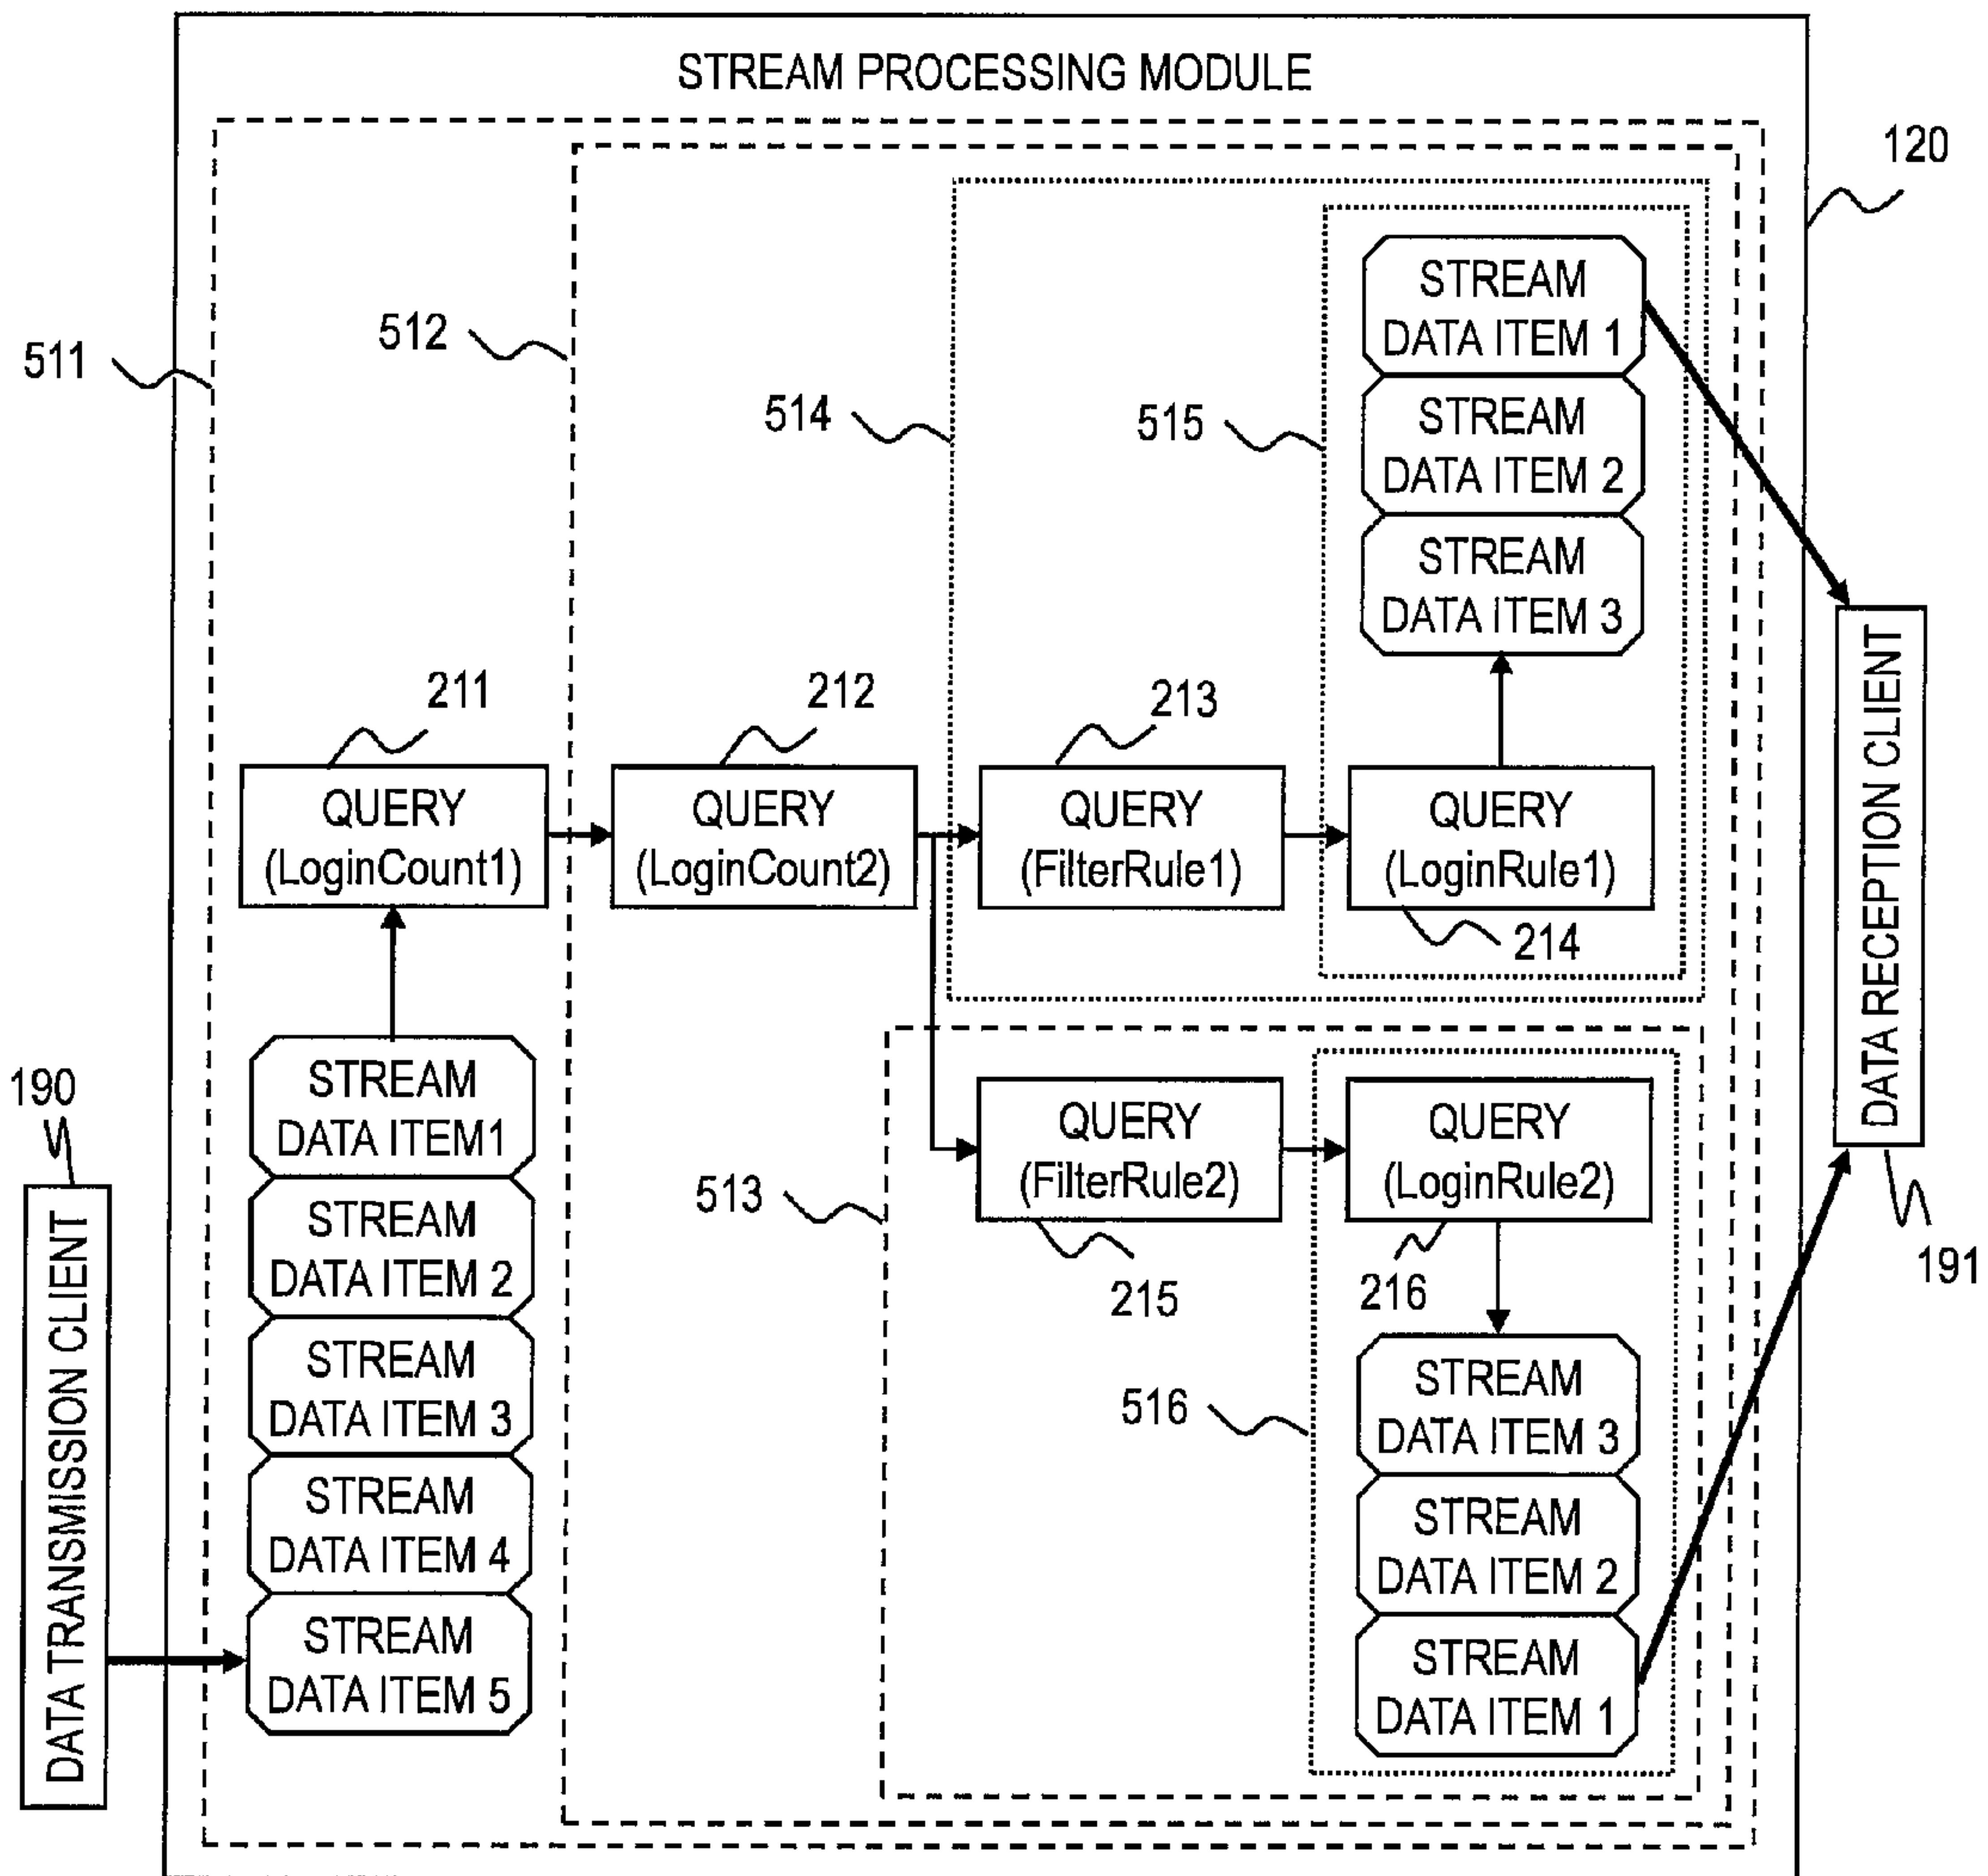 STREAM PROCESSING MODULE
120
511
512
514
515
STREAM
DATA ITEM 1
STREAM
DATA ITEM 2
STREAM
DATA ITEM 3
211
212
213
QUERY
(LoginCount1)
QUERY
(LoginCount2)
QUERY
(FilterRule1)
QUERY
(LoginRule1)
214
DATA RECEPTION CLIENT
191
190
DATA TRANSMISSION CLIENT
STREAM
DATA ITEM1
STREAM
DATA ITEM 2
STREAM
DATA ITEM 3
STREAM
DATA ITEM 4
STREAM
DATA ITEM 5
513
QUERY
(FilterRule2)
QUERY
(LoginRule2)
215
216
516
STREAM
DATA ITEM 3
STREAM
DATA ITEM 2
STREAM
DATA ITEM 1